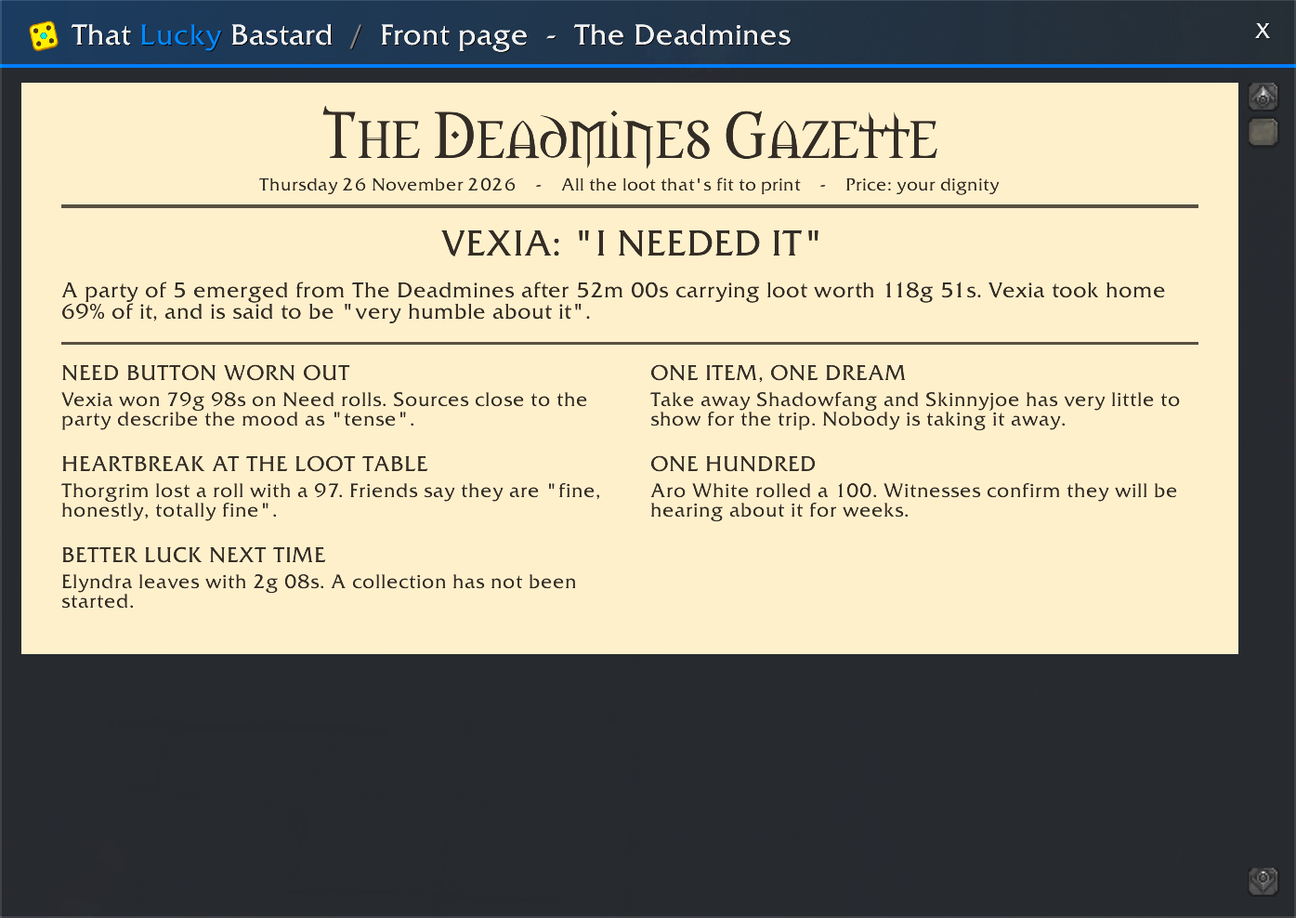 That Lucky Bastard / Front page - The Deadmines
X
The Deadmines Gazette
Thursday 26 November 2026 - All the loot that's fit to print - Price: your dignity
VEXIA: "I NEEDED IT"
A party of 5 emerged from The Deadmines after 52m 00s carrying loot worth 118g 51s. Vexia took home
69% of it, and is said to be "very humble about it".
NEED BUTTON WORN OUT
Vexia won 79g 98s on Need rolls. Sources close to the
party describe the mood as "tense".
HEARTBREAK AT THE LOOT TABLE
Thorgrim lost a roll with a 97. Friends say they are "fine,
honestly, totally fine".
BETTER LUCK NEXT TIME
Elyndra leaves with 2g 08s. A collection has not been
started.
ONE ITEM, ONE DREAM
Take away Shadowfang and Skinnyjoe has very little to
show for the trip. Nobody is taking it away.
ONE HUNDRED
Aro White rolled a 100. Witnesses confirm they will be
hearing about it for weeks.